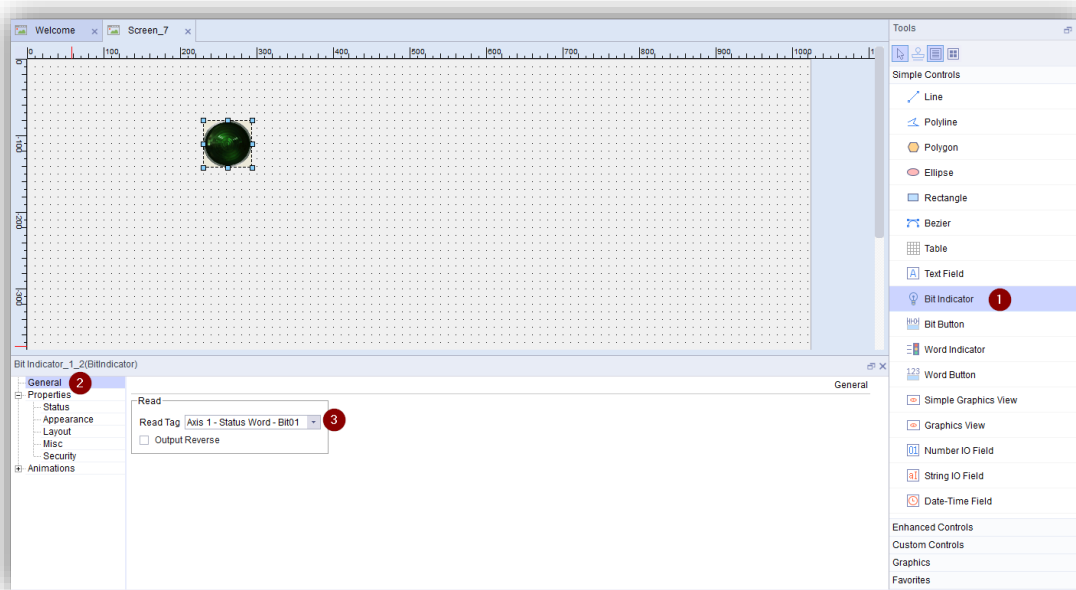 Welcome × Screen_7 ×
0 100 200 300 400 500 600 700 800 900 1000
0
100
200
300
Bit Indicator_1_2(BitIndicator)
General 2
Properties
Status
Appearance
Layout
Misc
Security
Animations
General
Read
Read Tag Axis 1 - Status Word - Bit01 3
Output Reverse
Tools
Simple Controls
Line
Polyline
Polygon
Ellipse
Rectangle
Bezier
Table
A Text Field
Bit Indicator 1
Bit Button
Word Indicator
123 Word Button
Simple Graphics View
Graphics View
01 Number IO Field
a[ String IO Field
Date-Time Field
Enhanced Controls
Custom Controls
Graphics
Favorites